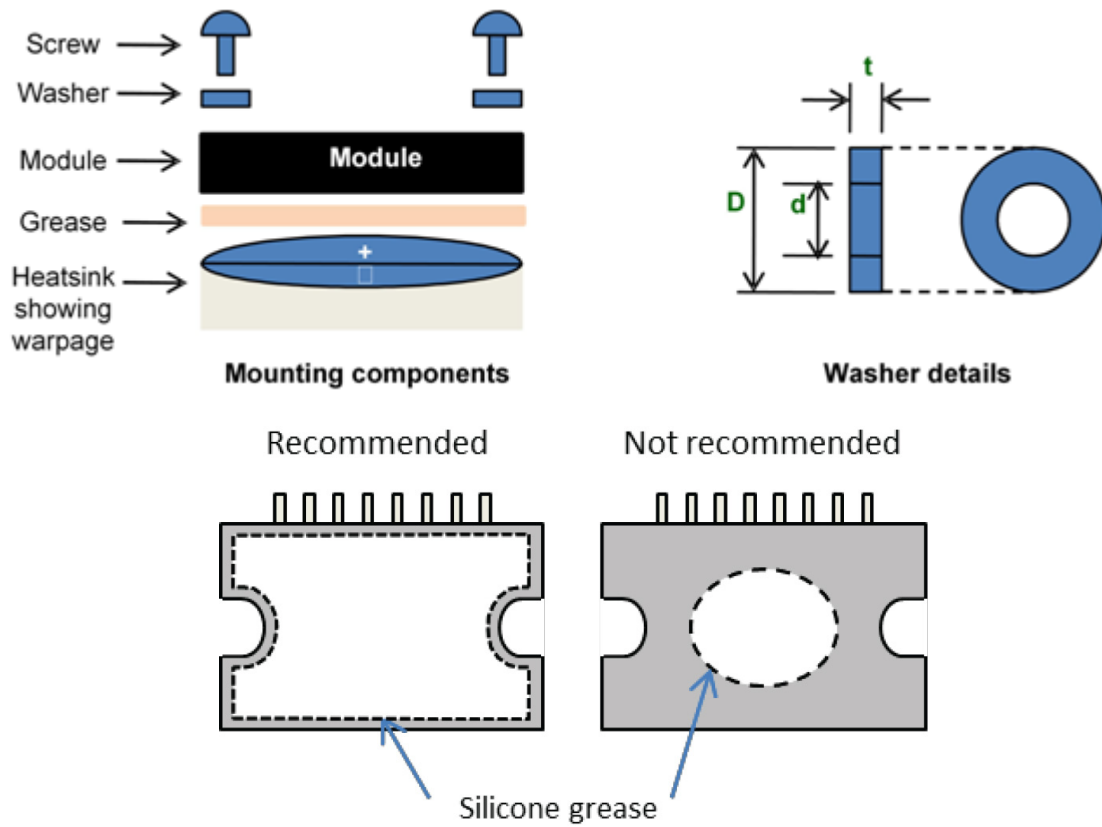 Screw
Washer
Module
Module
Grease
+
Heatsink
showing
warpage
Mounting components
t
D
d
Washer details
Recommended
Not recommended
Silicone grease